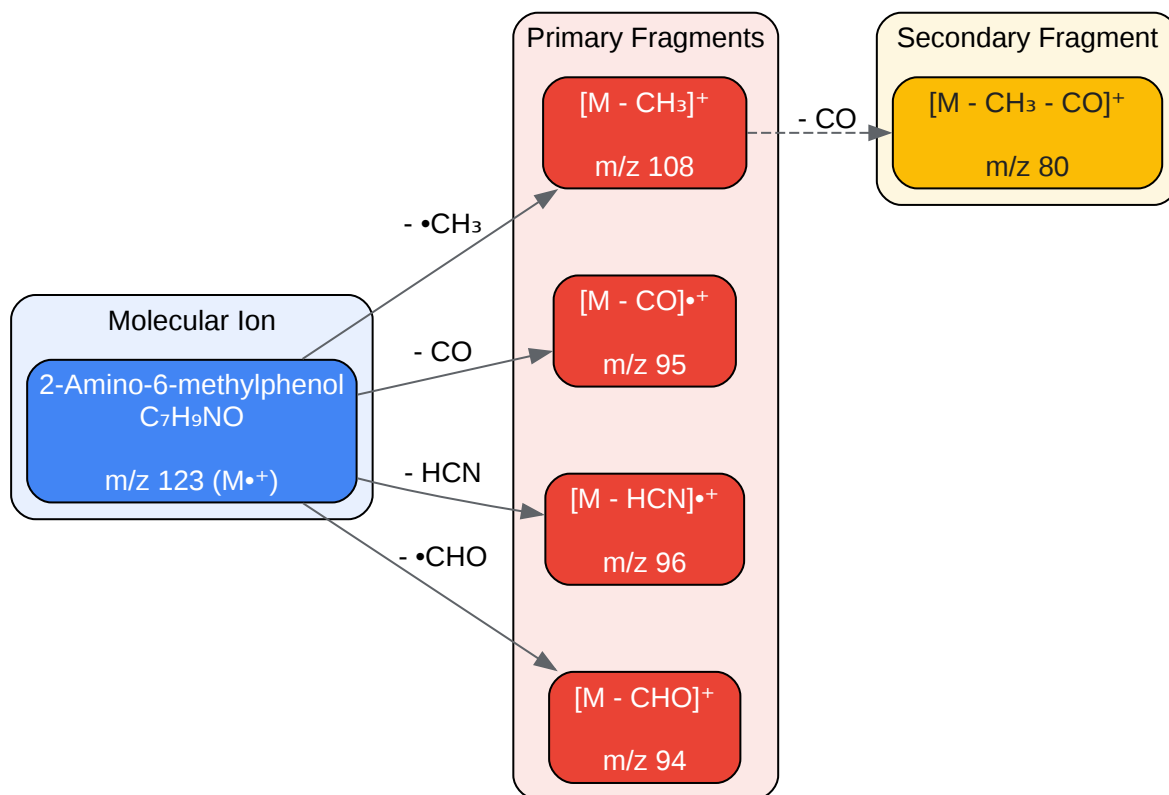 Primary Fragments
Secondary Fragment
[M - CH₃]⁺
m/z 108
- CO
[M - CH₃ - CO]⁺
m/z 80
- •CH₃
Molecular Ion
2-Amino-6-methylphenol
C₇H₉NO
m/z 123 (M•⁺)
- CO
[M - CO]•⁺
m/z 95
- HCN
[M - HCN]•⁺
m/z 96
- •CHO
[M - CHO]⁺
m/z 94